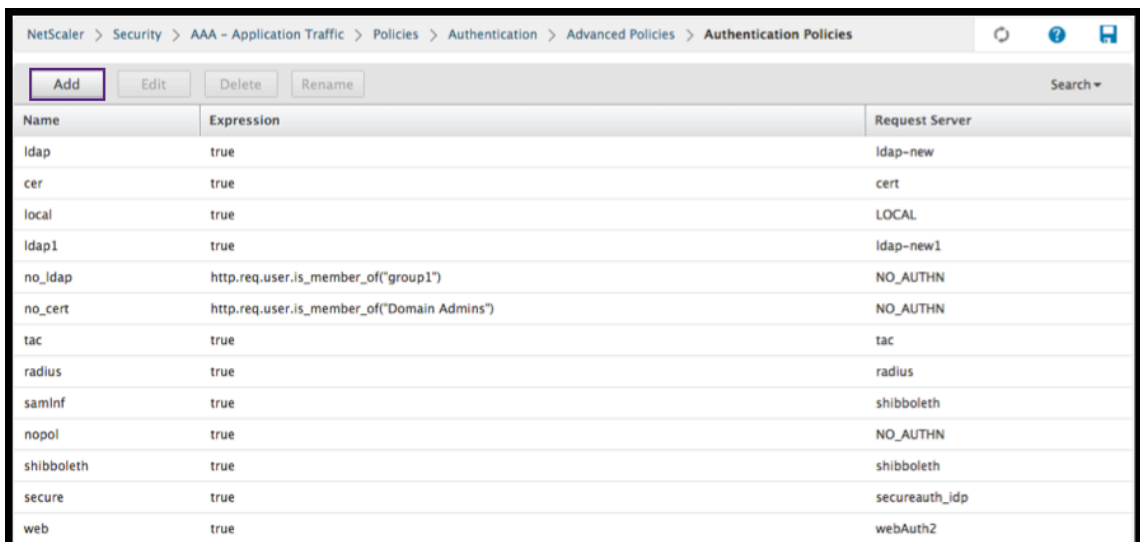 NetScaler > Security > AAA - Application Traffic > Policies > Authentication > Advanced Policies > Authentication Policies
Add Edit Delete Rename Search
Name Expression Request Server
ldap true ldap-new
cer true cert
local true LOCAL
ldap1 true ldap-new1
no_ldap http.req.user.is_member_of("group1") NO_AUTHN
no_cert http.req.user.is_member_of("Domain Admins") NO_AUTHN
tac true tac
radius true radius
samlnf true shibboleth
nopol true NO_AUTHN
shibboleth true shibboleth
secure true secureauth_idp
web true webAuth2